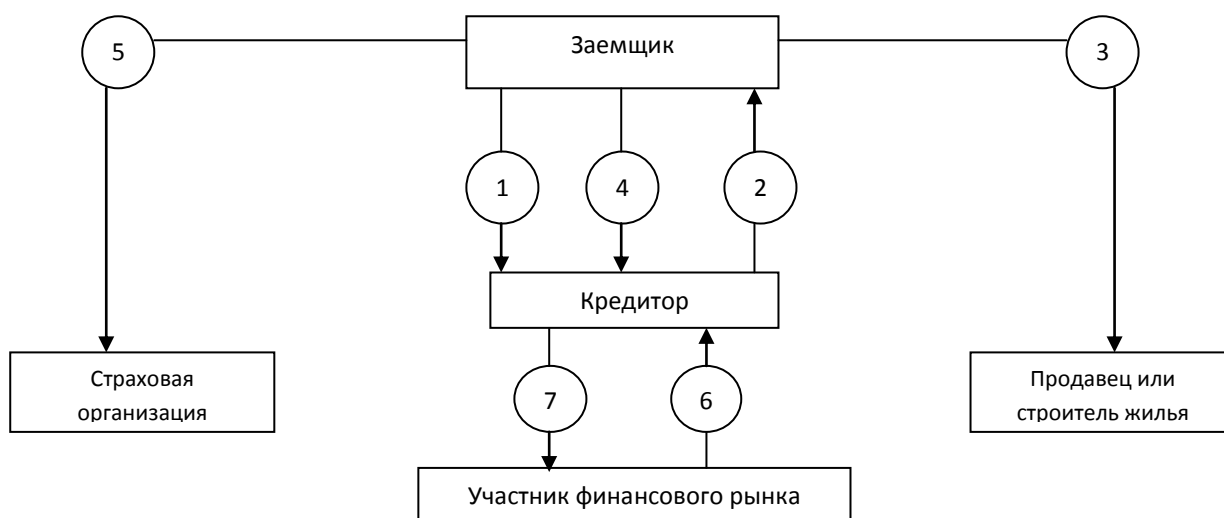 5
Заемщик
3
1
4
2
Кредитор
Страховая
организация
7
6
Продавец или
строитель жилья
Участник финансового рынка